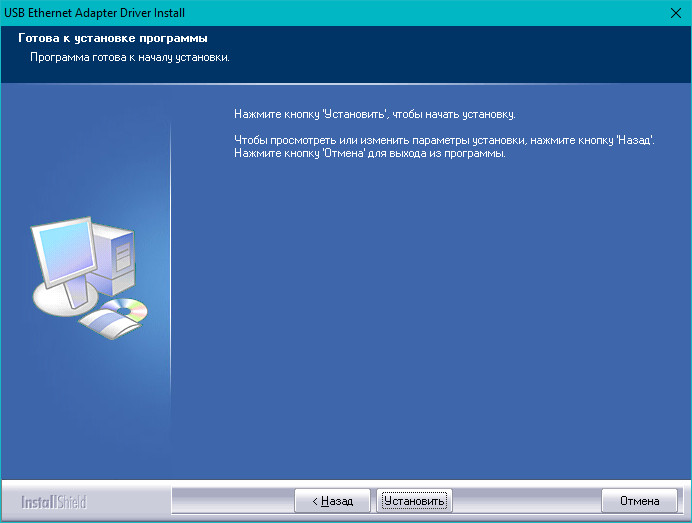 USB Ethernet Adapter Driver Install
Готова к установке программы
Программа готова к началу установки.
Нажмите кнопку 'Установить', чтобы начать установку.
Чтобы просмотреть или изменить параметры установки, нажмите кнопку 'Назад'.
Нажмите кнопку 'Отмена' для выхода из программы.
InstallShield
< Назад
Установить
Отмена